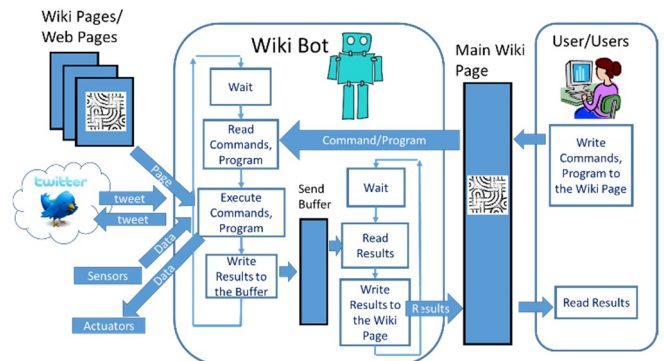 Wiki Pages/
Web Pages
Wiki Bot
Main Wiki
Page
User/Users
Wait
Read
Commands,
Program
Command/Program
Write
Commands,
Program to
the Wiki Page
Page
twitter
tweet
tweet
Execute
Commands,
Program
Send
Buffer
Wait
Data
Data
Sensors
Actuators
Write
Results to
the Buffer
Read
Results
Write
Results to
the Wiki
Page
Results
Read Results